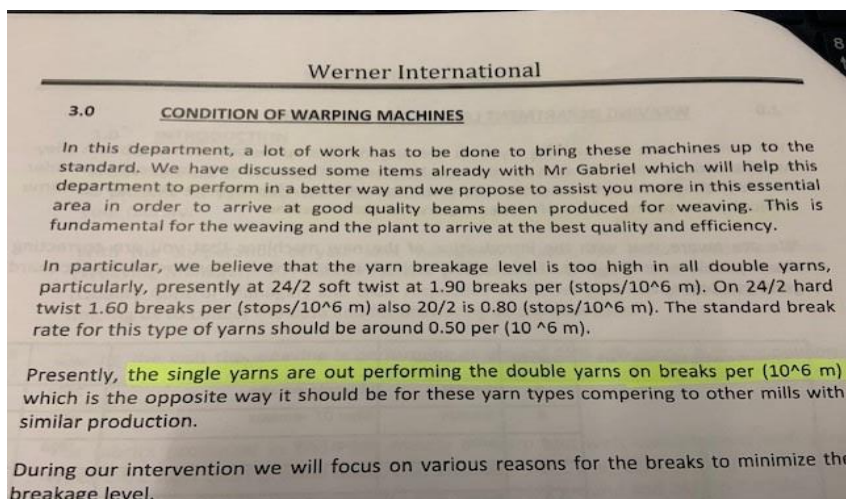 Werner International
3.0 CONDITION OF WARPING MACHINES
In this department, a lot of work has to be done to bring these machines up to the
standard. We have discussed some items already with Mr Gabriel which will help this
department to perform in a better way and we propose to assist you more in this essential
area in order to arrive at good quality beams been produced for weaving. This is
fundamental for the weaving and the plant to arrive at the best quality and efficiency.
In particular, we believe that the yarn breakage level is too high in all double yarns,
particularly, presently at 24/2 soft twist at 1.90 breaks per (stops/10^6 m). On 24/2 hard
twist 1.60 breaks per (stops/10^6 m) also 20/2 is 0.80 (stops/10^6 m). The standard break
rate for this type of yarns should be around 0.50 per (10 ^6 m).
Presently, the single yarns are out performing the double yarns on breaks per (10^6 m)
which is the opposite way it should be for these yarn types compering to other mills with
similar production.
During our intervention we will focus on various reasons for the breaks to minimize the
breakage level.
8